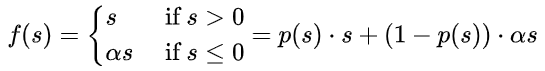 f(s) = { s if s > 0 αs if s ≤ 0 = p(s) · s + (1 − p(s)) · αs